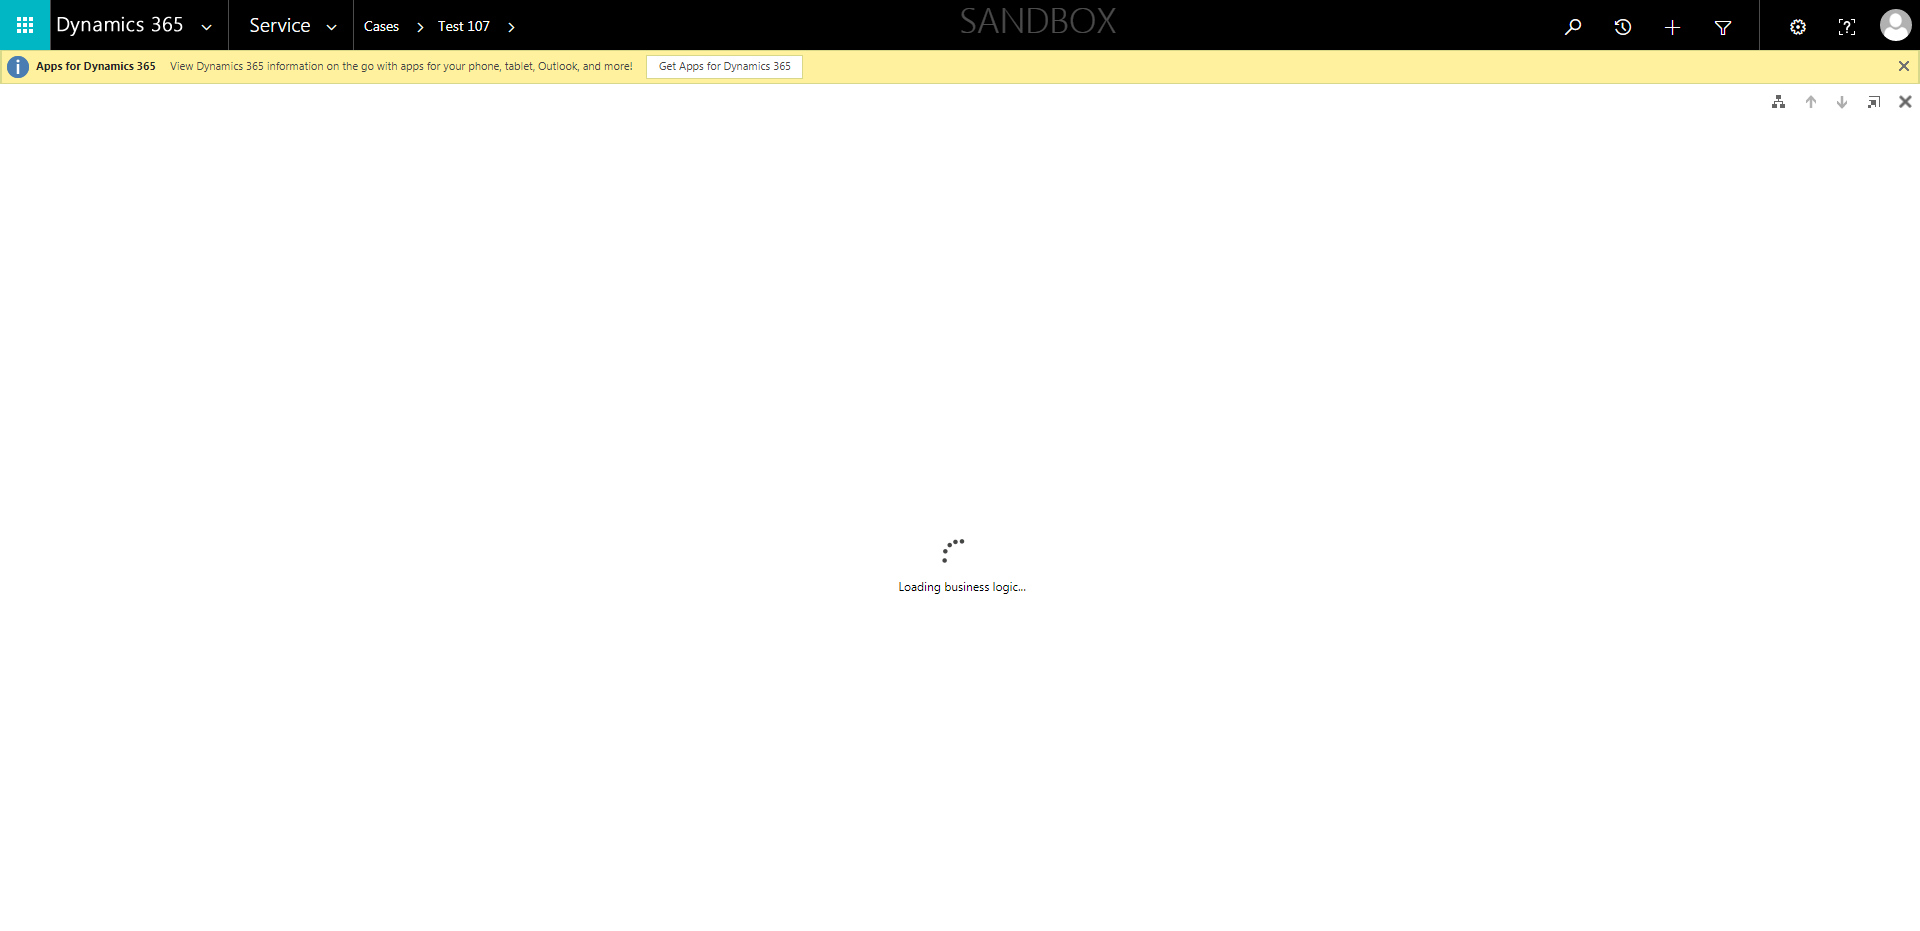 Dynamics 365 Service Cases Test 107 SANDBOX
Apps for Dynamics 365 View Dynamics 365 information on the go with apps for your phone, tablet, Outlook, and more! Get Apps for Dynamics 365
Loading business logic...